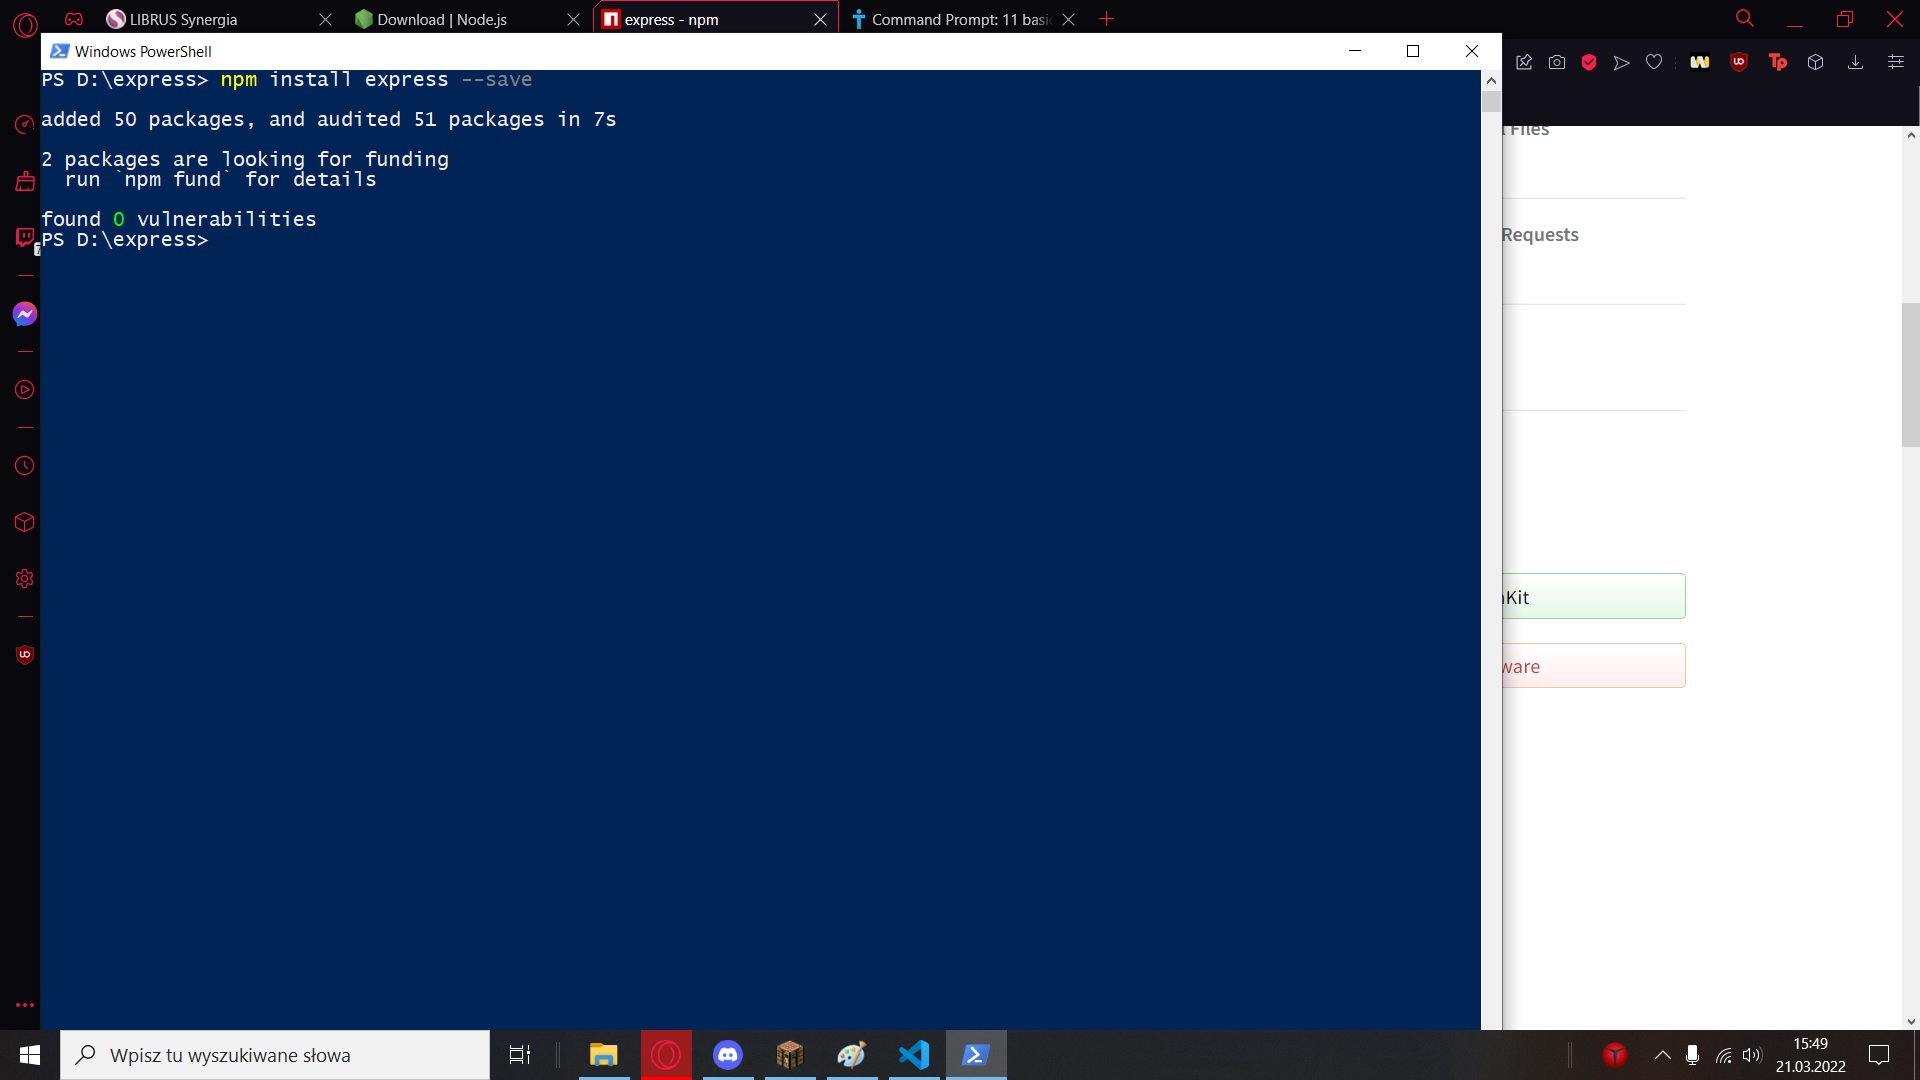 LIBRUS Synergia
Download | Node.js
express - npm
Command Prompt: 11 basi
Windows PowerShell
PS D:\express> npm install express --save
added 50 packages, and audited 51 packages in 7s
2 packages are looking for funding
run `npm fund` for details
found 0 vulnerabilities
PS D:\express>
Files
Requests
Kit
ware
Wpisz tu wyszukiwane słowa
15:49
21.03.2022